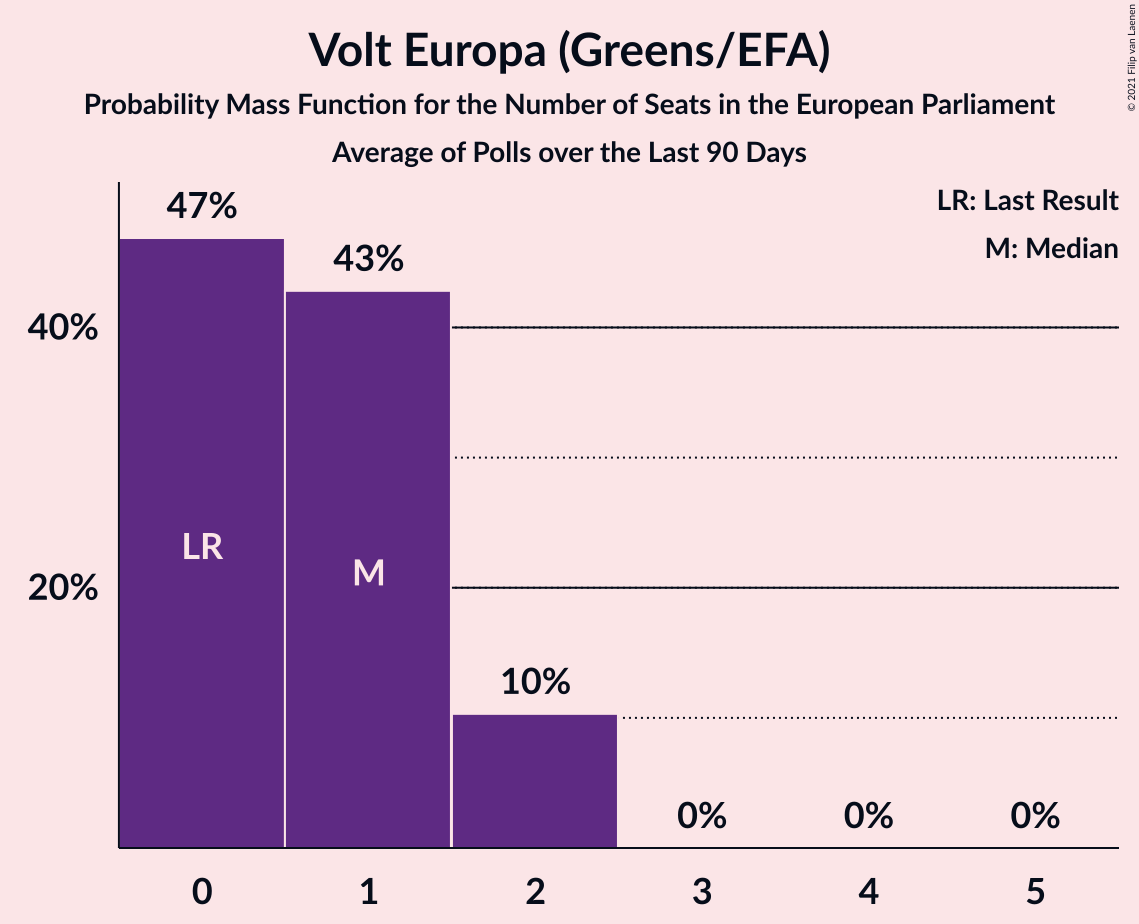 Volt Europa (Greens/EFA)
Probability Mass Function for the Number of Seats in the European Parliament
Average of Polls over the Last 90 Days
© 2021 Filip van Laenen
LR: Last Result
M: Median
47%
43%
40%
LR
M
20%
10%
0%
0%
0%
0
1
2
3
4
5